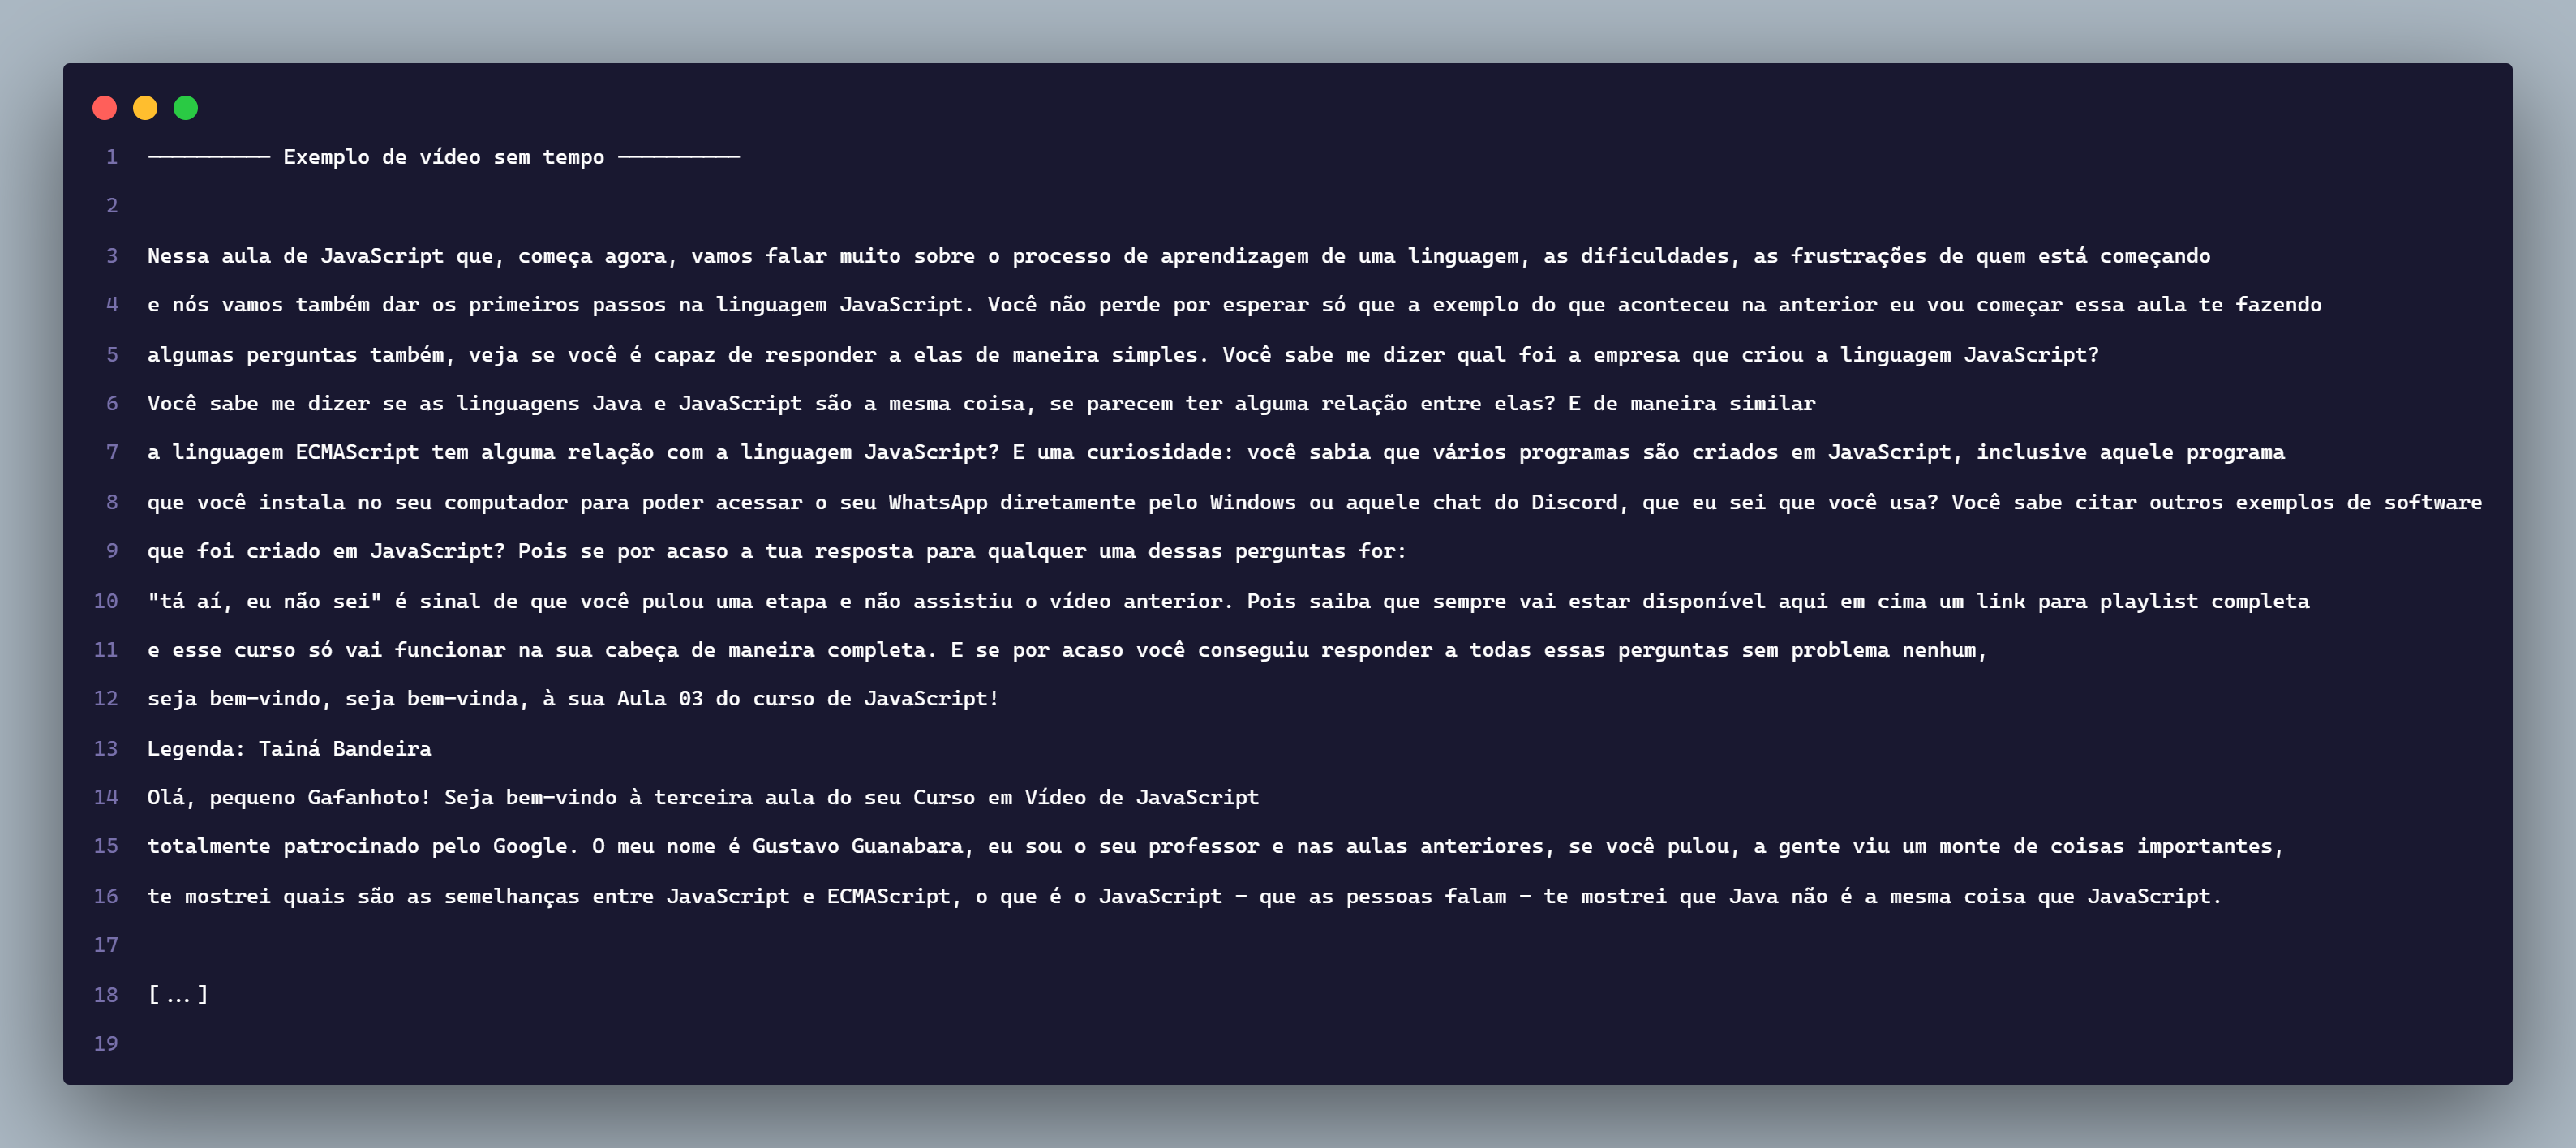 1 ---------- Exemplo de vídeo sem tempo ----------
2
3 Nessa aula de JavaScript que, começa agora, vamos falar muito sobre o processo de aprendizagem de uma linguagem, as dificuldades, as frustrações de quem está começando
4 e nós vamos também dar os primeiros passos na linguagem JavaScript. Você não perde por esperar só que a exemplo do que aconteceu na anterior eu vou começar essa aula te fazendo
5 algumas perguntas também, veja se você é capaz de responder a elas de maneira simples. Você sabe me dizer qual foi a empresa que criou a linguagem JavaScript?
6 Você sabe me dizer se as linguagens Java e JavaScript são a mesma coisa, se parecem ter alguma relação entre elas? E de maneira similar
7 a linguagem ECMAScript tem alguma relação com a linguagem JavaScript? E uma curiosidade: você sabia que vários programas são criados em JavaScript, inclusive aquele programa
8 que você instala no seu computador para poder acessar o seu WhatsApp diretamente pelo Windows ou aquele chat do Discord, que eu sei que você usa? Você sabe citar outros exemplos de software
9 que foi criado em JavaScript? Pois se por acaso a tua resposta para qualquer uma dessas perguntas for:
10 "tá aí, eu não sei" é sinal de que você pulou uma etapa e não assistiu o vídeo anterior. Pois saiba que sempre vai estar disponível aqui em cima um link para playlist completa
11 e esse curso só vai funcionar na sua cabeça de maneira completa. E se por acaso você conseguiu responder a todas essas perguntas sem problema nenhum,
12 seja bem-vindo, seja bem-vinda, à sua Aula 03 do curso de JavaScript!
13 Legenda: Tainá Bandeira
14 Olá, pequeno Gafanhoto! Seja bem-vindo à terceira aula do seu Curso em Vídeo de JavaScript
15 totalmente patrocinado pelo Google. O meu nome é Gustavo Guanabara, eu sou o seu professor e nas aulas anteriores, se você pulou, a gente viu um monte de coisas importantes,
16 te mostrei quais são as semelhanças entre JavaScript e ECMAScript, o que é o JavaScript - que as pessoas falam - te mostrei que Java não é a mesma coisa que JavaScript.
17
18 [...]
19